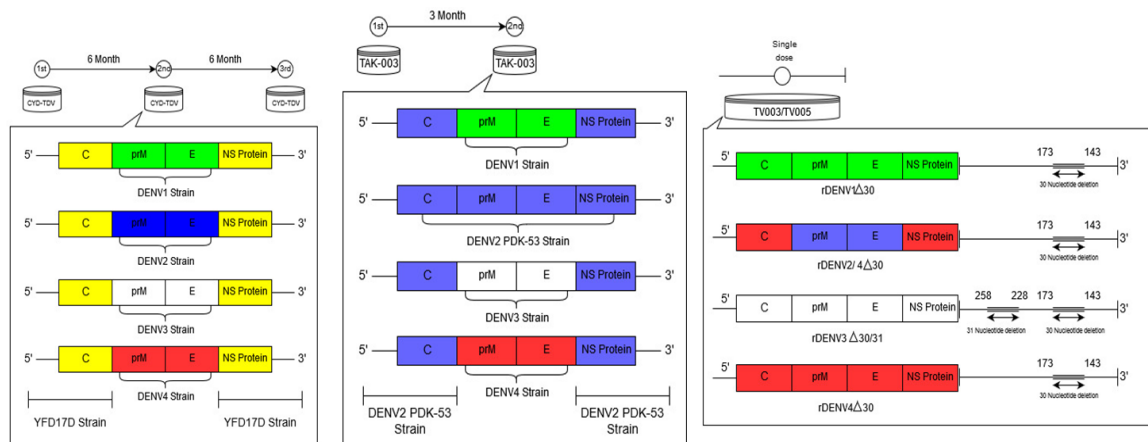 6 Month
6 Month
1st
2nd
3rd
CYD-TDV
CYD-TDV
CYD-TDV
5'
C
prM
E
NS Protein
3'
DENV1 Strain
5'
C
prM
E
NS Protein
3'
DENV2 Strain
5'
C
prM
E
NS Protein
3'
DENV3 Strain
5'
C
prM
E
NS Protein
3'
DENV4 Strain
YFD17D Strain
YFD17D Strain
3 Month
1st
2nd
TAK-003
TAK-003
5'
C
prM
E
NS Protein
3'
DENV1 Strain
5'
C
prM
E
NS Protein
3'
DENV2 PDK-53 Strain
5'
C
prM
E
NS Protein
3'
DENV3 Strain
5'
C
prM
E
NS Protein
3'
DENV4 Strain
DENV2 PDK-53
Strain
DENV2 PDK-53
Strain
Single
dose
TV003/TV005
5'
C
prM
E
NS Protein
173
143
3'
rDENV1△30
30 Nucleotide deletion
5'
C
prM
E
NS Protein
173
143
3'
rDENV2/ 4△30
30 Nucleotide deletion
5'
C
prM
E
NS Protein
258
228
173
143
3'
rDENV3 △30/31
31 Nucleotide deletion
30 Nucleotide deletion
5'
C
prM
E
NS Protein
173
143
3'
rDENV4△30
30 Nucleotide deletion